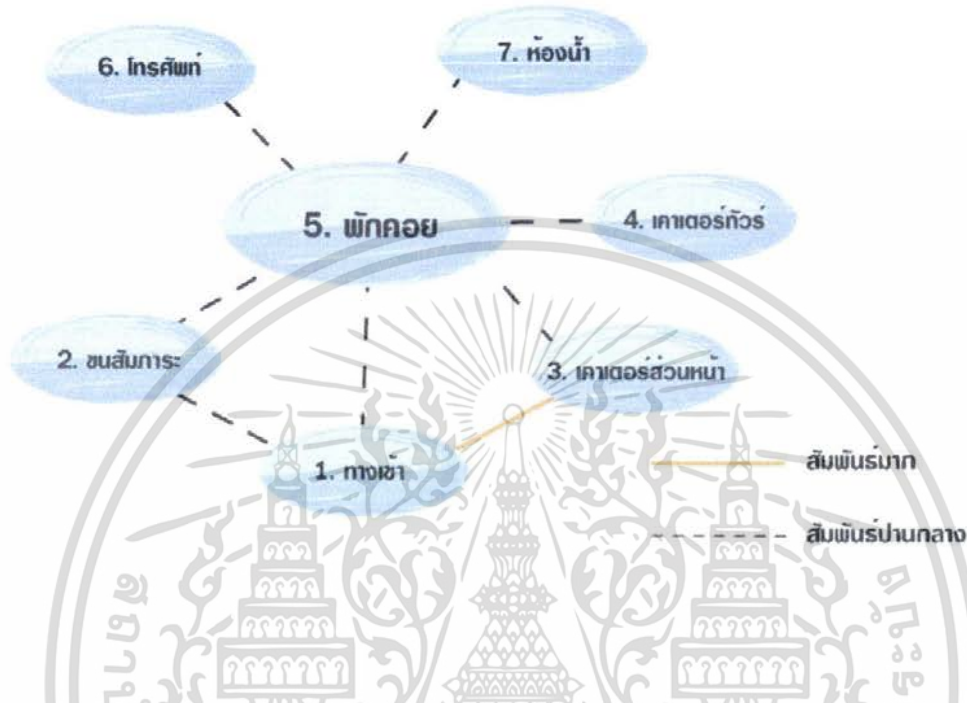 6. โทรศัพท์
7. ห้องน้ำ
5. พักคอย
4. เคาเตอร์ทัวร์
2. ขนสัมภาระ
3. เคาเตอร์ส่วนหน้า
1. ทางเข้า
สัมพันธ์มาก
สัมพันธ์ปานกลาง